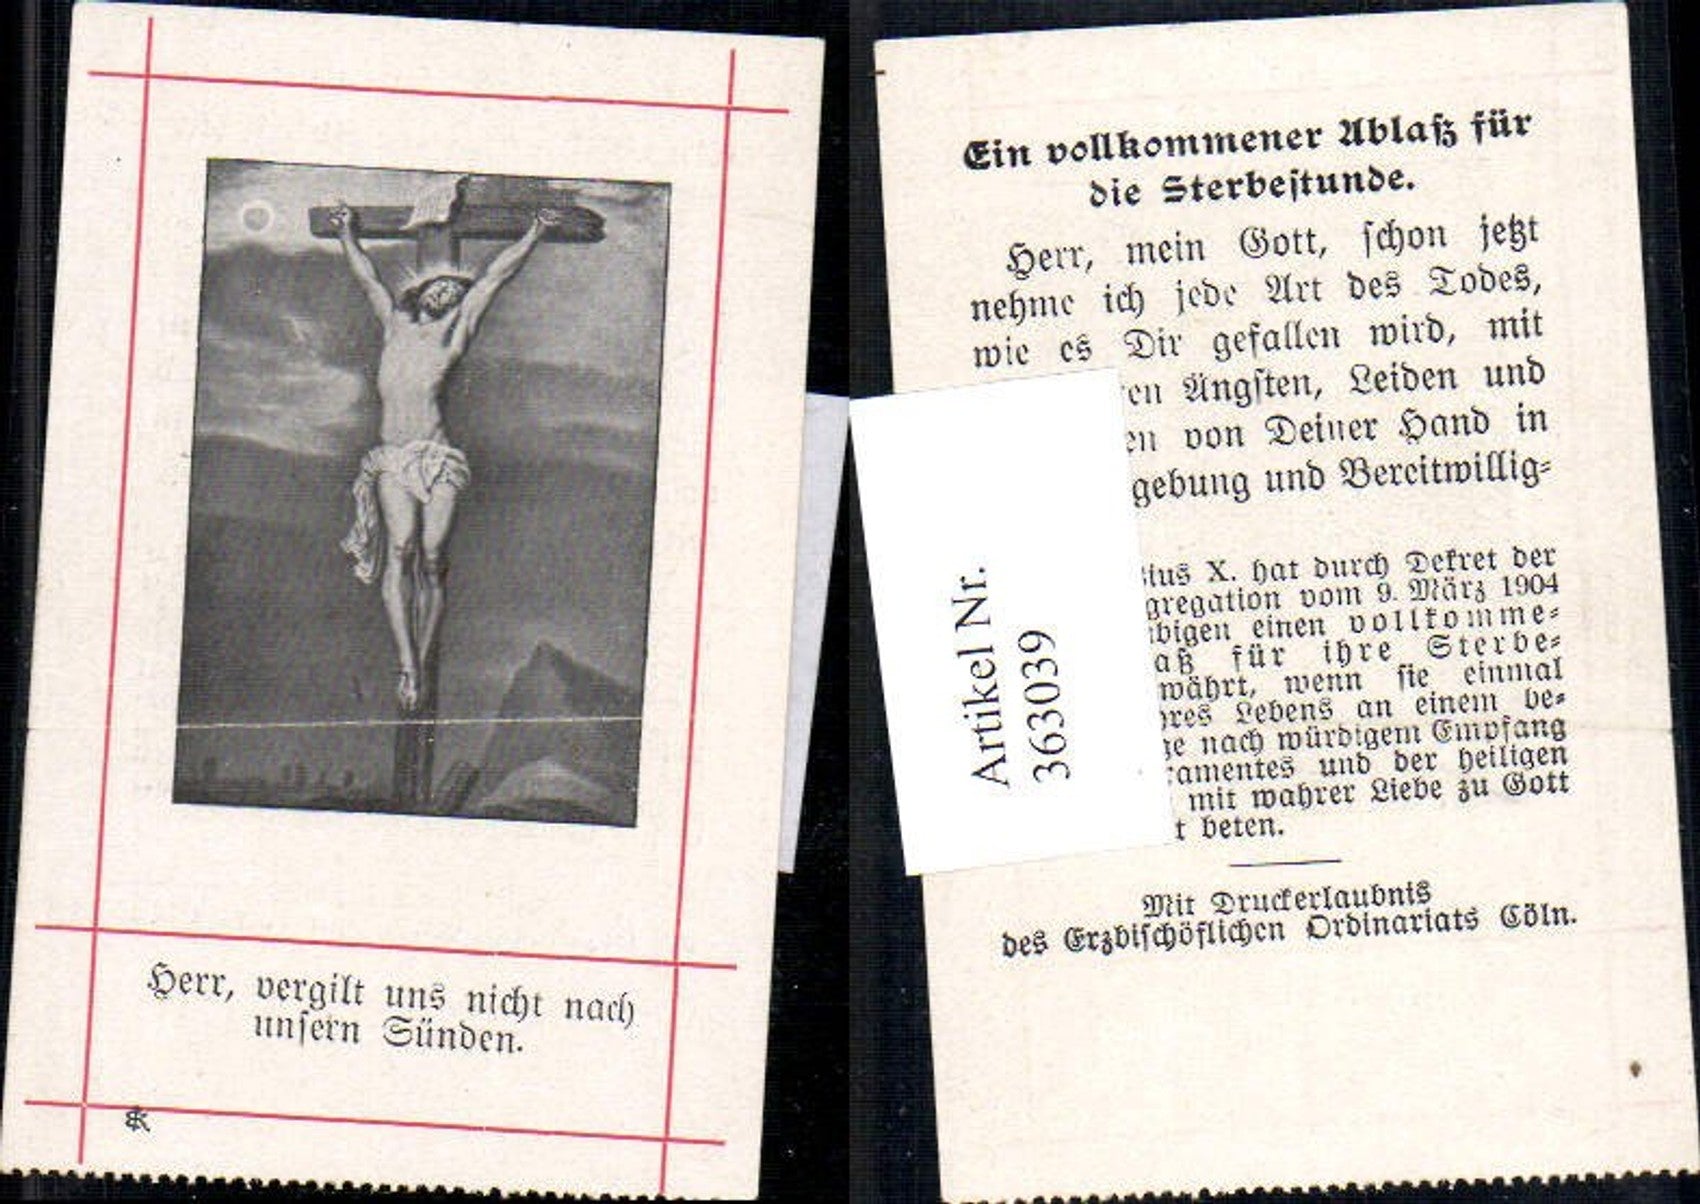 Herr, vergilt uns nicht nach
unsern Sünden.
Ein vollkommener Ablaß für
die Sterbestunde.
Herr, mein Gott, schon jetzt
nehme ich jede Art des Todes,
wie es Dir gefallen wird, mit
Ängsten, Leiden und
von Deiner Hand in
gebung und Bereitwillig-
X. hat durch Dekret der
gregation vom 9. März 1904
einen vollkomme-
für ihre Sterbe-
währt, wenn sie einmal
Lebens an einem be-
nach würdigem Empfang
und der heiligen
mit wahrer Liebe zu Gott
beten.
Mit Druckerlaubnis
des Erzbischöflichen Ordinariats Cöln.
Artikel Nr.
363039